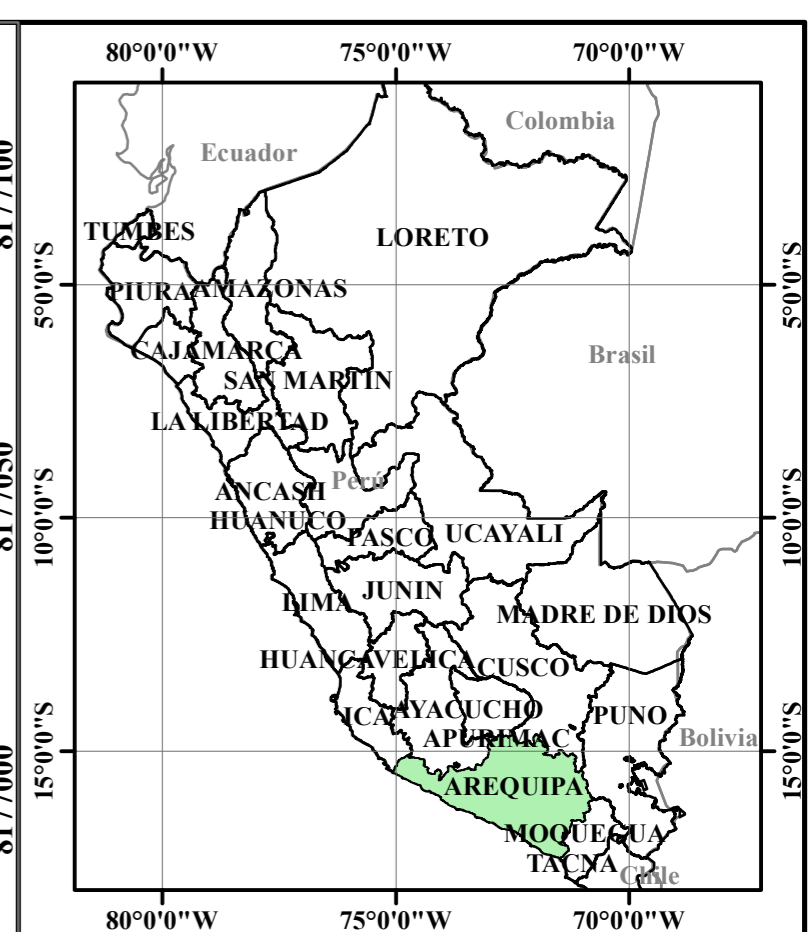 80°0'0"W 75°0'0"W 70°0'0"W
Colombia
Ecuador
8177100
TUMBES
LORETO
5°0'0"S
5°0'0"S
PIURA
AMAZONAS
CAJAMARCA
Brasil
SAN MARTIN
LA LIBERTAD
8177050
Perú
ANCASH
10°0'0"S
10°0'0"S
HUANUCO
PASCO
UCAYALI
JUNIN
LIMA
MADRE DE DIOS
HUANCAVELICA
CUSCO
ICA
AYACUCHO
PUNO
APURIMAC
Bolivia
15°0'0"S
15°0'0"S
AREQUIPA
8177000
MOQUEGUA
TACNA
Chile
80°0'0"W 75°0'0"W 70°0'0"W